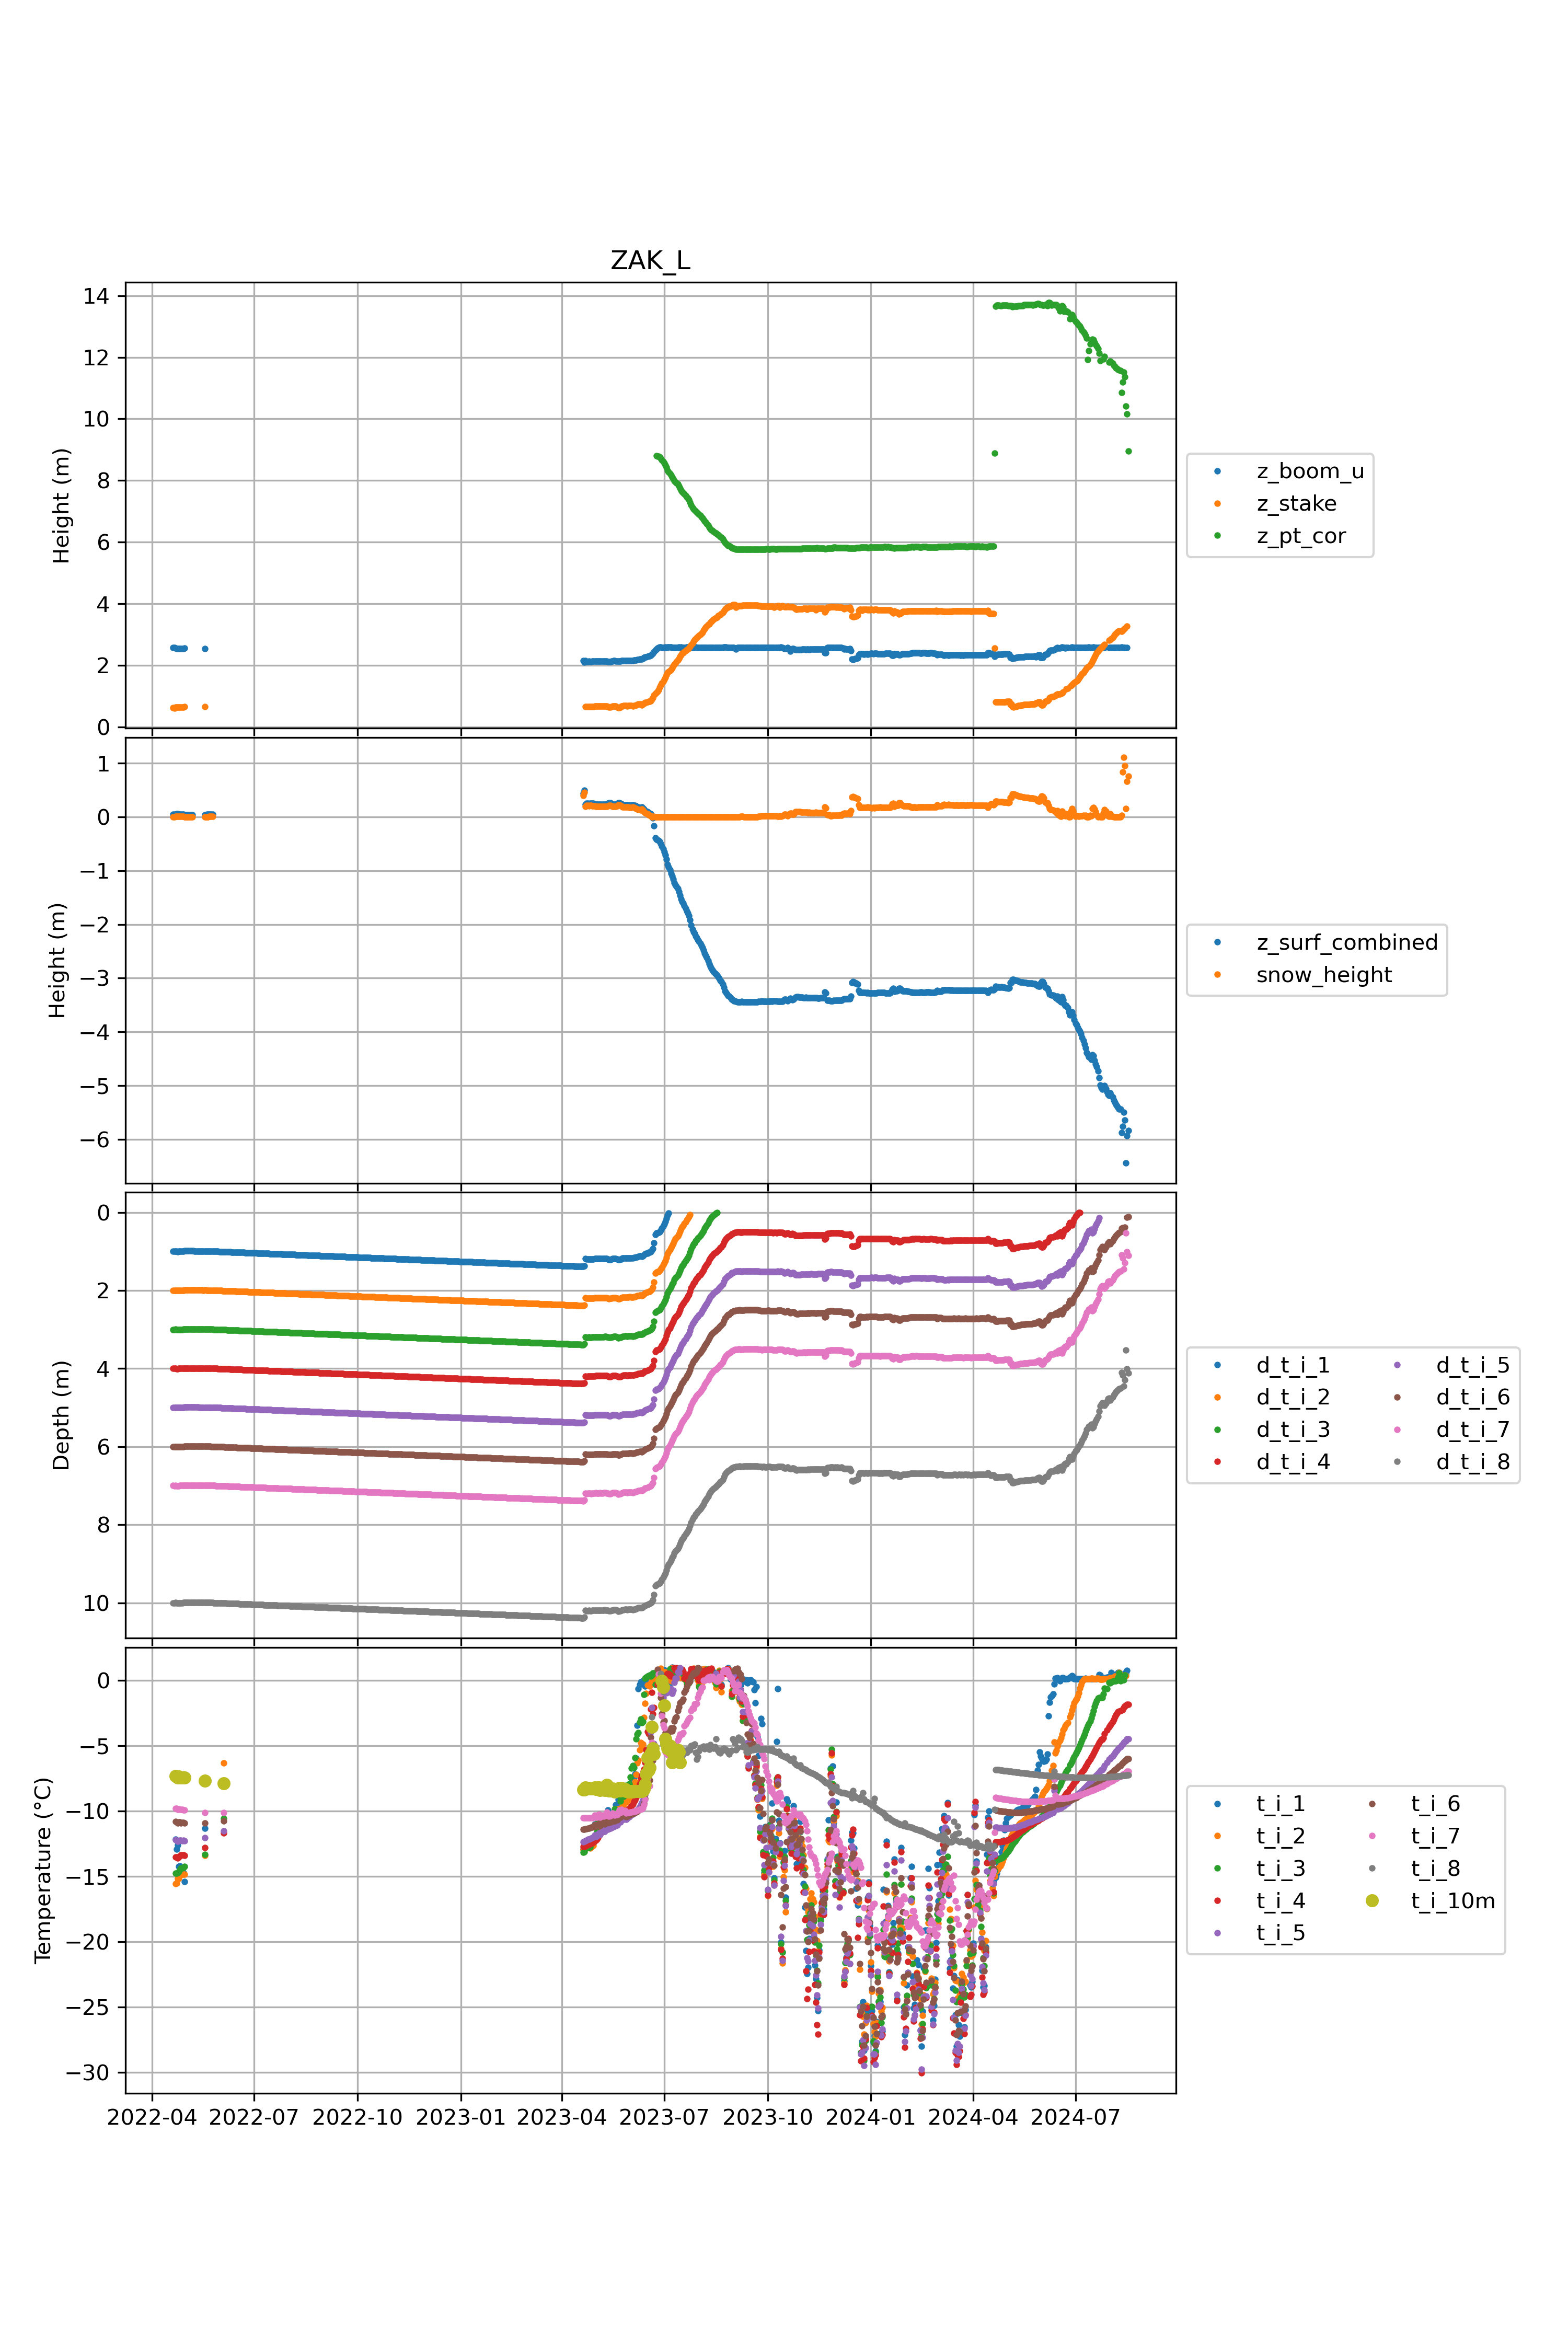 ZAK_L
14
12
10
8
6
4
2
0
Height (m)
z_boom_u
z_stake
z_pt_cor
1
0
−1
−2
−3
−4
−5
−6
Height (m)
z_surf_combined
snow_height
0
2
4
6
8
10
Depth (m)
d_t_i_1
d_t_i_2
d_t_i_3
d_t_i_4
d_t_i_5
d_t_i_6
d_t_i_7
d_t_i_8
0
−5
−10
−15
−20
−25
−30
Temperature (°C)
t_i_1
t_i_2
t_i_3
t_i_4
t_i_5
t_i_6
t_i_7
t_i_8
t_i_10m
2022-04 2022-07 2022-10 2023-01 2023-04 2023-07 2023-10 2024-01 2024-04 2024-07